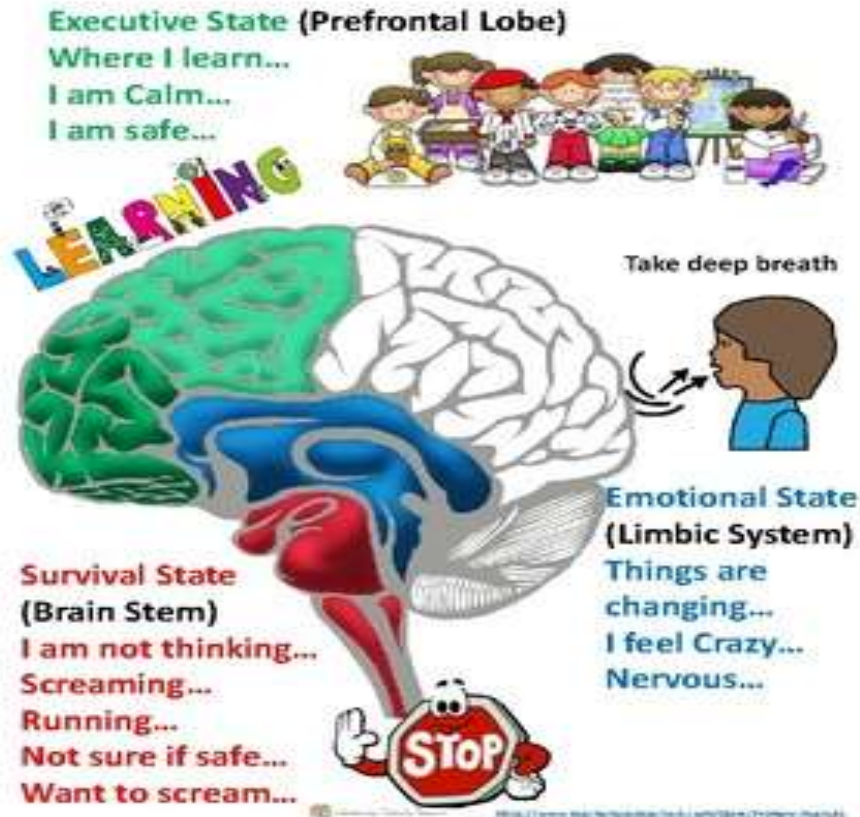 Executive State (Prefrontal Lobe)
Where I learn...
I am Calm...
I am safe...
LEARNING
Take deep breath
Emotional State
(Limbic System)
Things are
changing...
I feel Crazy...
Nervous...
Survival State
(Brain Stem)
I am not thinking...
Screaming...
Running...
Not sure if safe...
Want to scream...
STOP